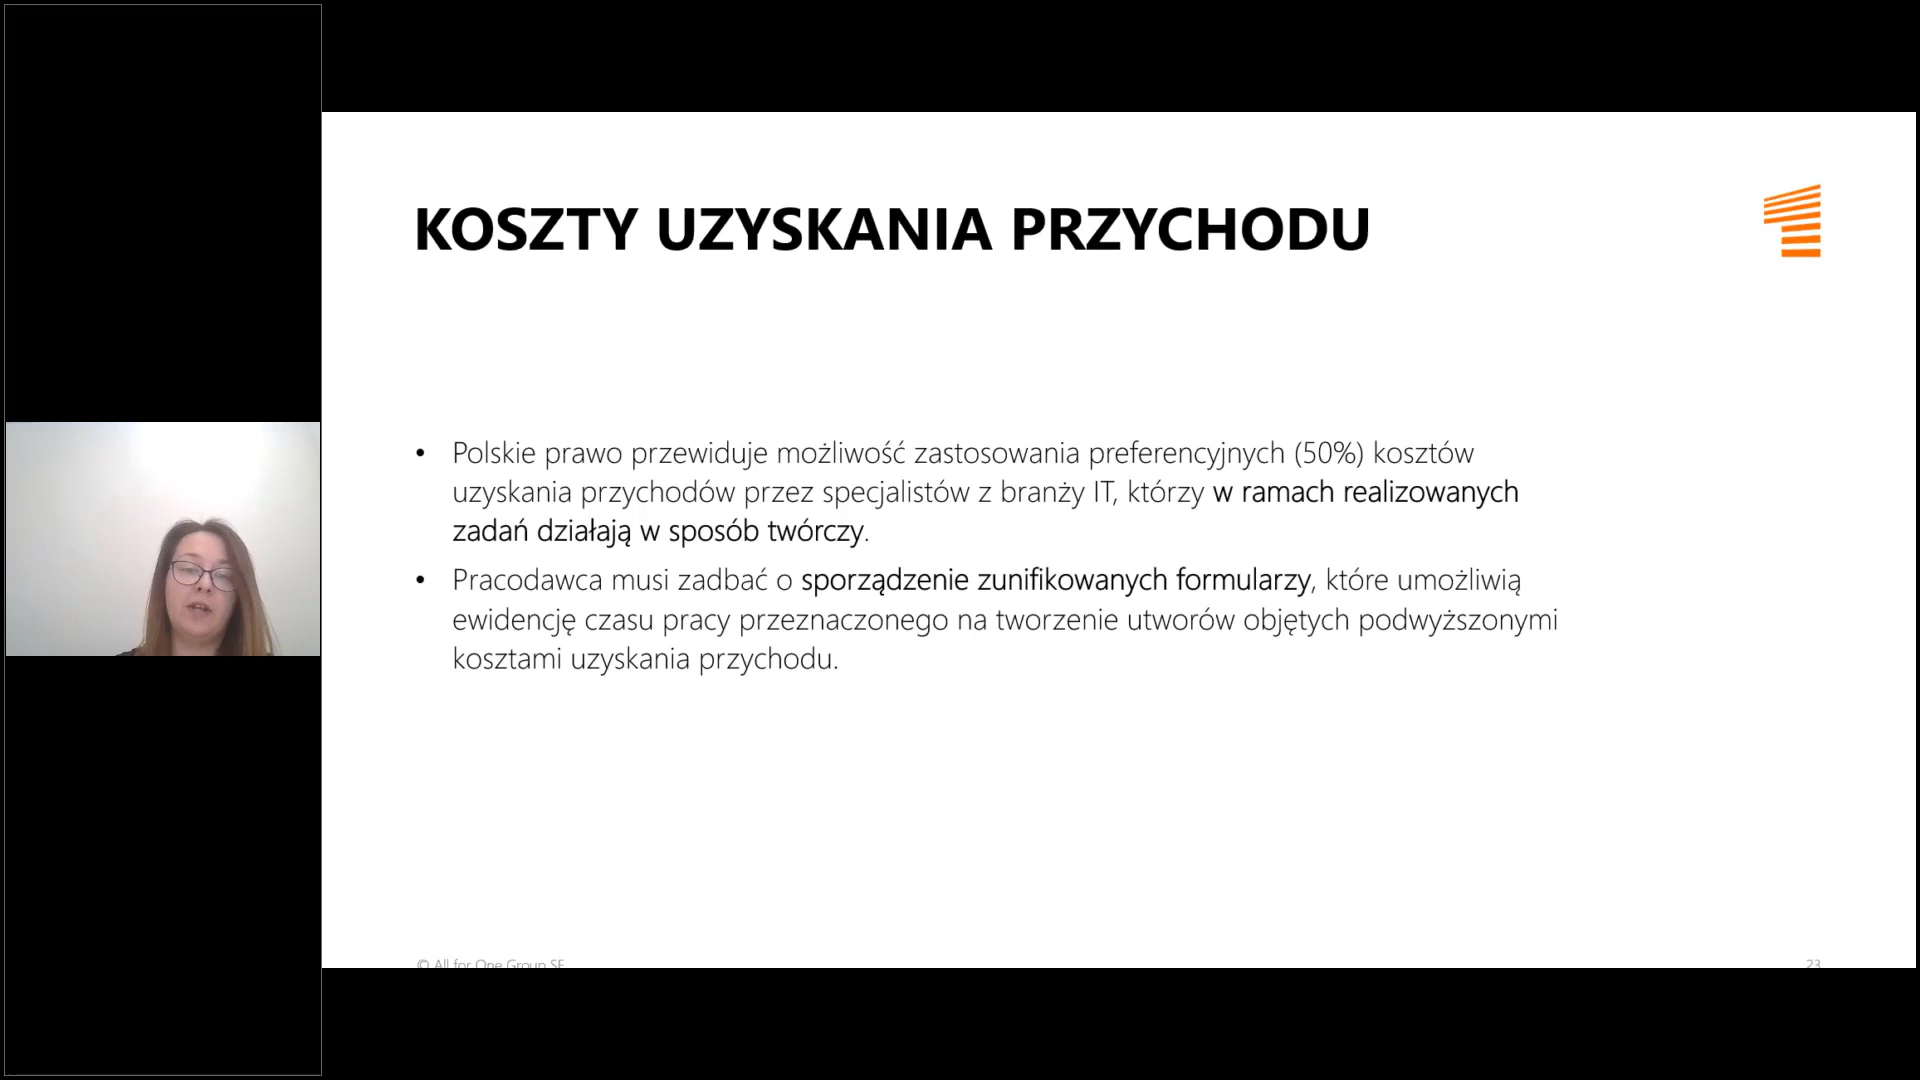 KOSZTY UZYSKANIA PRZYCHODU
• Polskie prawo przewiduje możliwość zastosowania preferencyjnych (50%) kosztów
uzyskania przychodów przez specjalistów z branży IT, którzy w ramach realizowanych
zadań działają w sposób twórczy.
• Pracodawca musi zadbać o sporządzenie zunifikowanych formularzy, które umożliwią
ewidencję czasu pracy przeznaczonego na tworzenie utworów objętych podwyższonymi
kosztami uzyskania przychodu.
© All for One Group SE
23